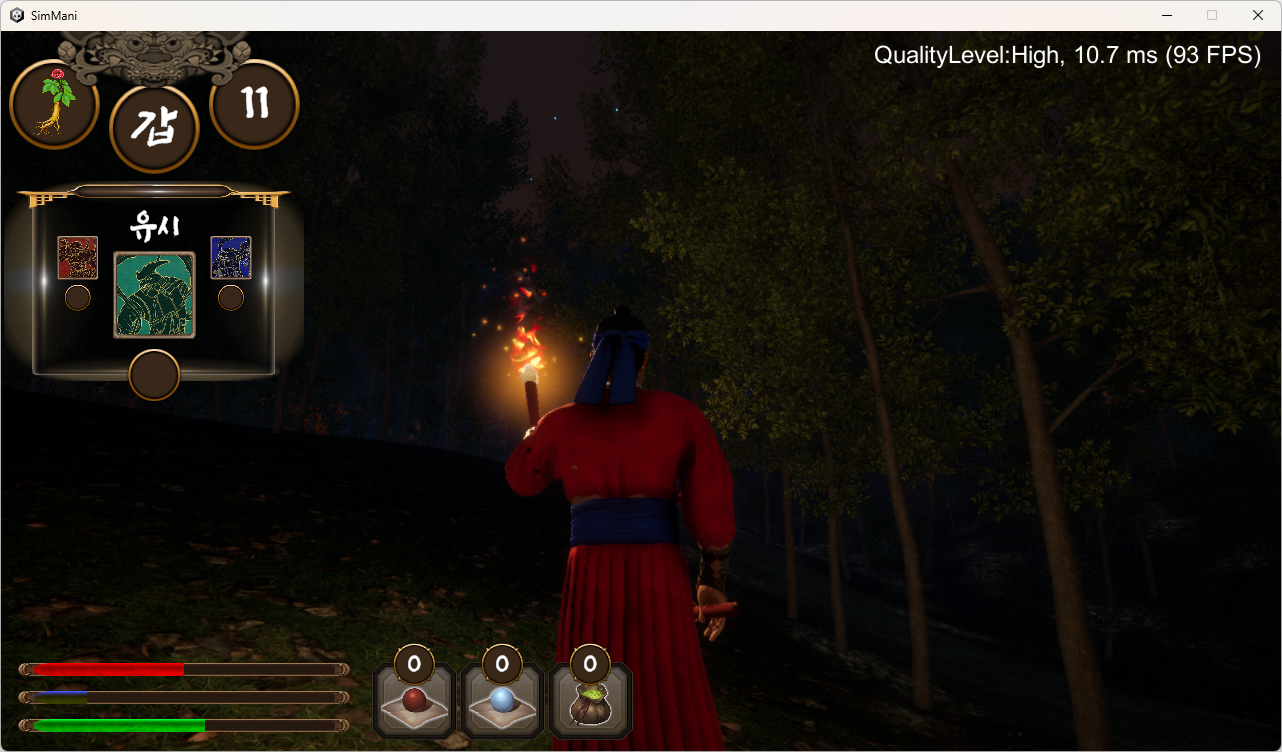 SimMani
QualityLevel:High, 10.7 ms (93 FPS)
갑
11
유시
0
0
0